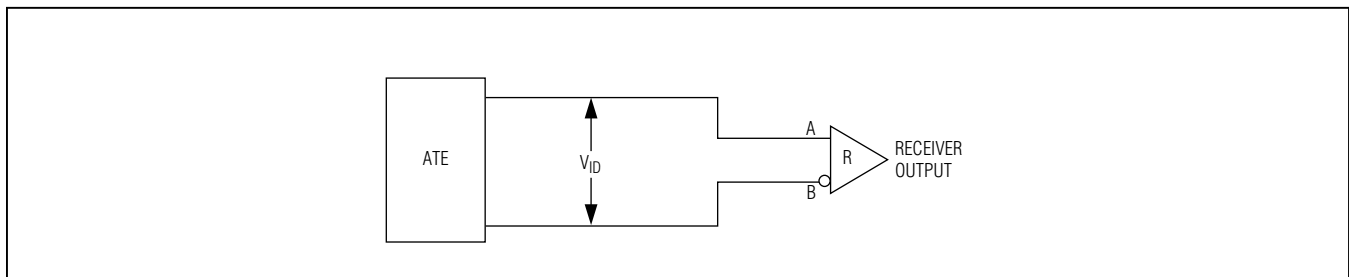 ATE
V_ID
A
B
R
RECEIVER
OUTPUT